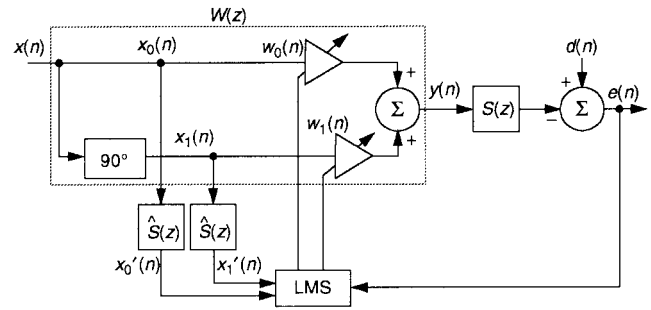 W(z)
x(n)
x₀(n)
w₀(n)
d(n)
+
+
Σ
y(n)
S(z)
−
Σ
e(n)
90°
x₁(n)
w₁(n)
+
Ŝ(z)
Ŝ(z)
x₀′(n)
x₁′(n)
LMS